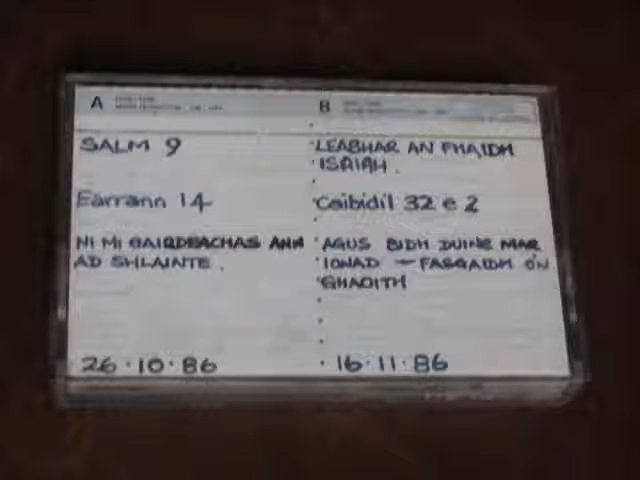 A
SALM 9
Earrann 14
NI MI GAIRDEACHAS ANN
AD SHLAINTE.
26.10.86
B
LEABHAR AN FHAIDH
ISAIAH.
Caibidil 32 e 2
AGUS BIDH DUINE MAR
IONAD - FASGAIDH O'N
GHAOITH
16.11.86